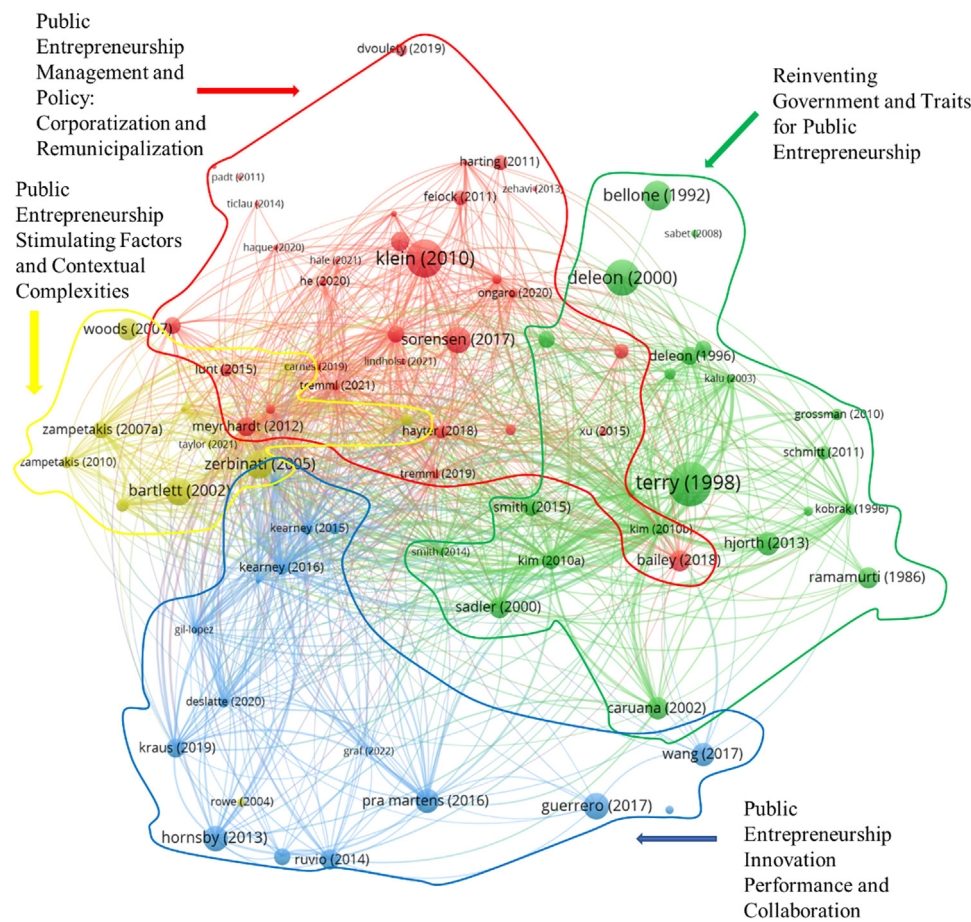 Public
Entrepreneurship
Management and
Policy:
Corporatization and
Remunicipalization
Public
Entrepreneurship
Stimulating Factors
and Contextual
Complexities
Reinventing
Government and Traits
for Public
Entrepreneurship
dvoulety (2019)
harting (2011)
padt (2011)
zehavi (2013)
feiock (2011)
ticlau (2014)
bellone (1992)
sabet (2008)
haque (2020)
hale (2021)
klein (2010)
he (2020)
deleon (2000)
ongaro (2020)
woods (2007)
sorensen (2017)
lindholst (2021)
deleon (1996)
lunt (2015)
carnes (2019)
kalu (2003)
tremml (2021)
grossman (2010)
zampetakis (2007a)
meynhardt (2012)
hayter (2018)
xu (2015)
taylor (2021)
schmitt (2011)
zampetakis (2010)
zerbinati (2005)
tremml (2019)
bartlett (2002)
terry (1998)
smith (2015)
kobrak (1996)
kearney (2015)
kim (2010b)
hjorth (2013)
smith (2014)
kim (2010a)
bailey (2018)
kearney (2016)
ramamurti (1986)
sadler (2000)
gil-lopez
deslatte (2020)
caruana (2002)
kraus (2019)
graf (2022)
wang (2017)
rowe (2004)
pra martens (2016)
guerrero (2017)
hornsby (2013)
ruvio (2014)
Public
Entrepreneurship
Innovation
Performance and
Collaboration